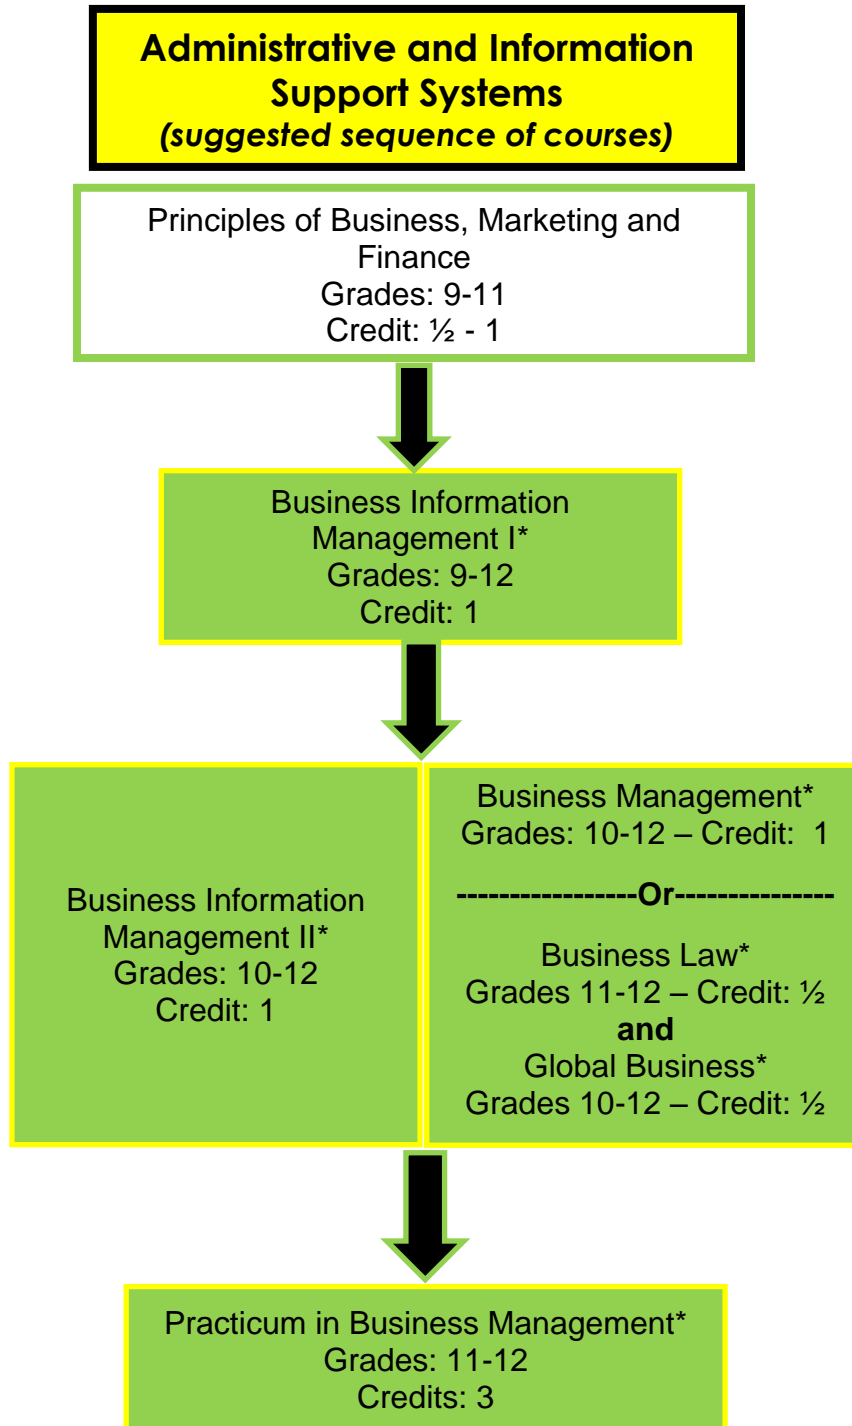 Administrative and Information
Support Systems
(suggested sequence of courses)
Principles of Business, Marketing and
Finance
Grades: 9-11
Credit: ½ - 1
Business Information
Management I*
Grades: 9-12
Credit: 1
Business Information
Management II*
Grades: 10-12
Credit: 1
Business Management*
Grades: 10-12 – Credit:  1
-----------------Or---------------
Business Law*
Grades 11-12 – Credit: ½
and
Global Business*
Grades 10-12 – Credit: ½
Practicum in Business Management*
Grades: 11-12
Credits: 3